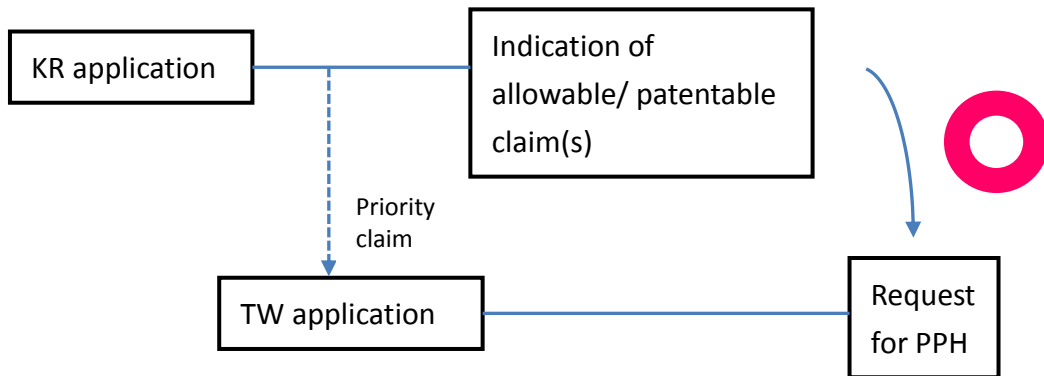 KR application
Indication of
allowable/ patentable
claim(s)
Priority
claim
TW application
Request
for PPH